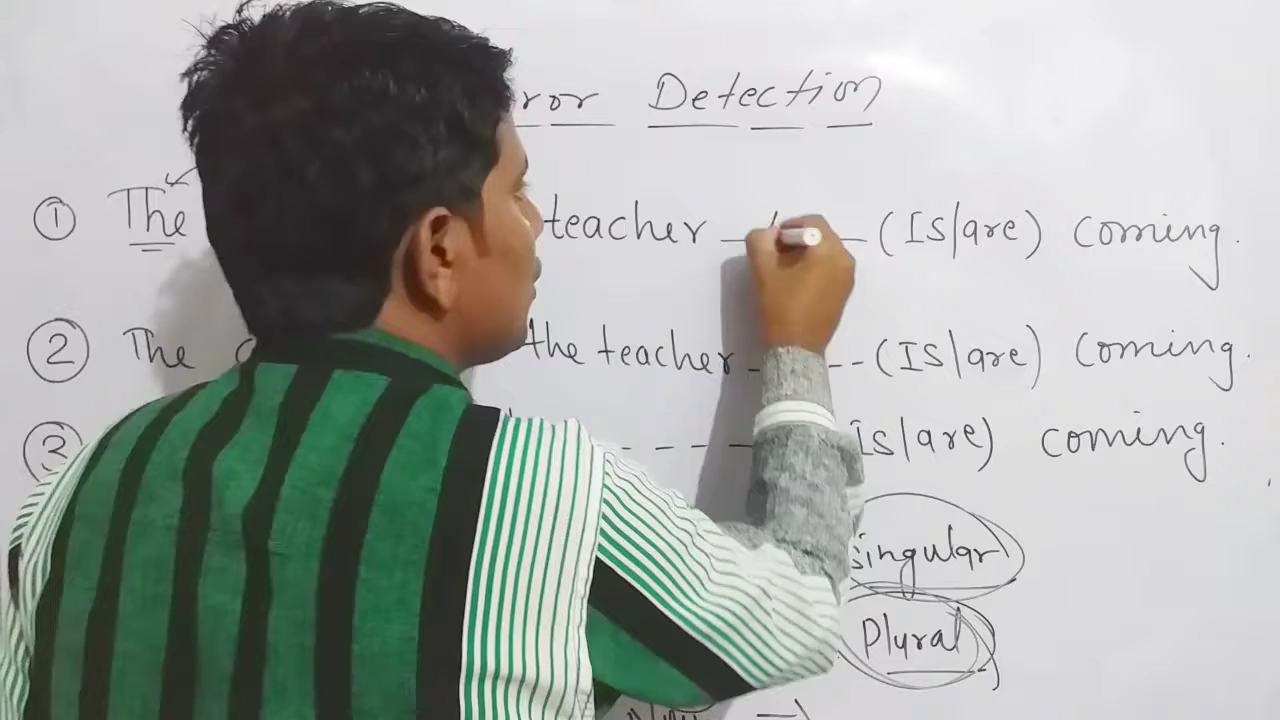 Detection
① The teacher (Is/are) coming.
② The the teacher (Is/are) coming.
③ Is/are) coming.
singular
Plural